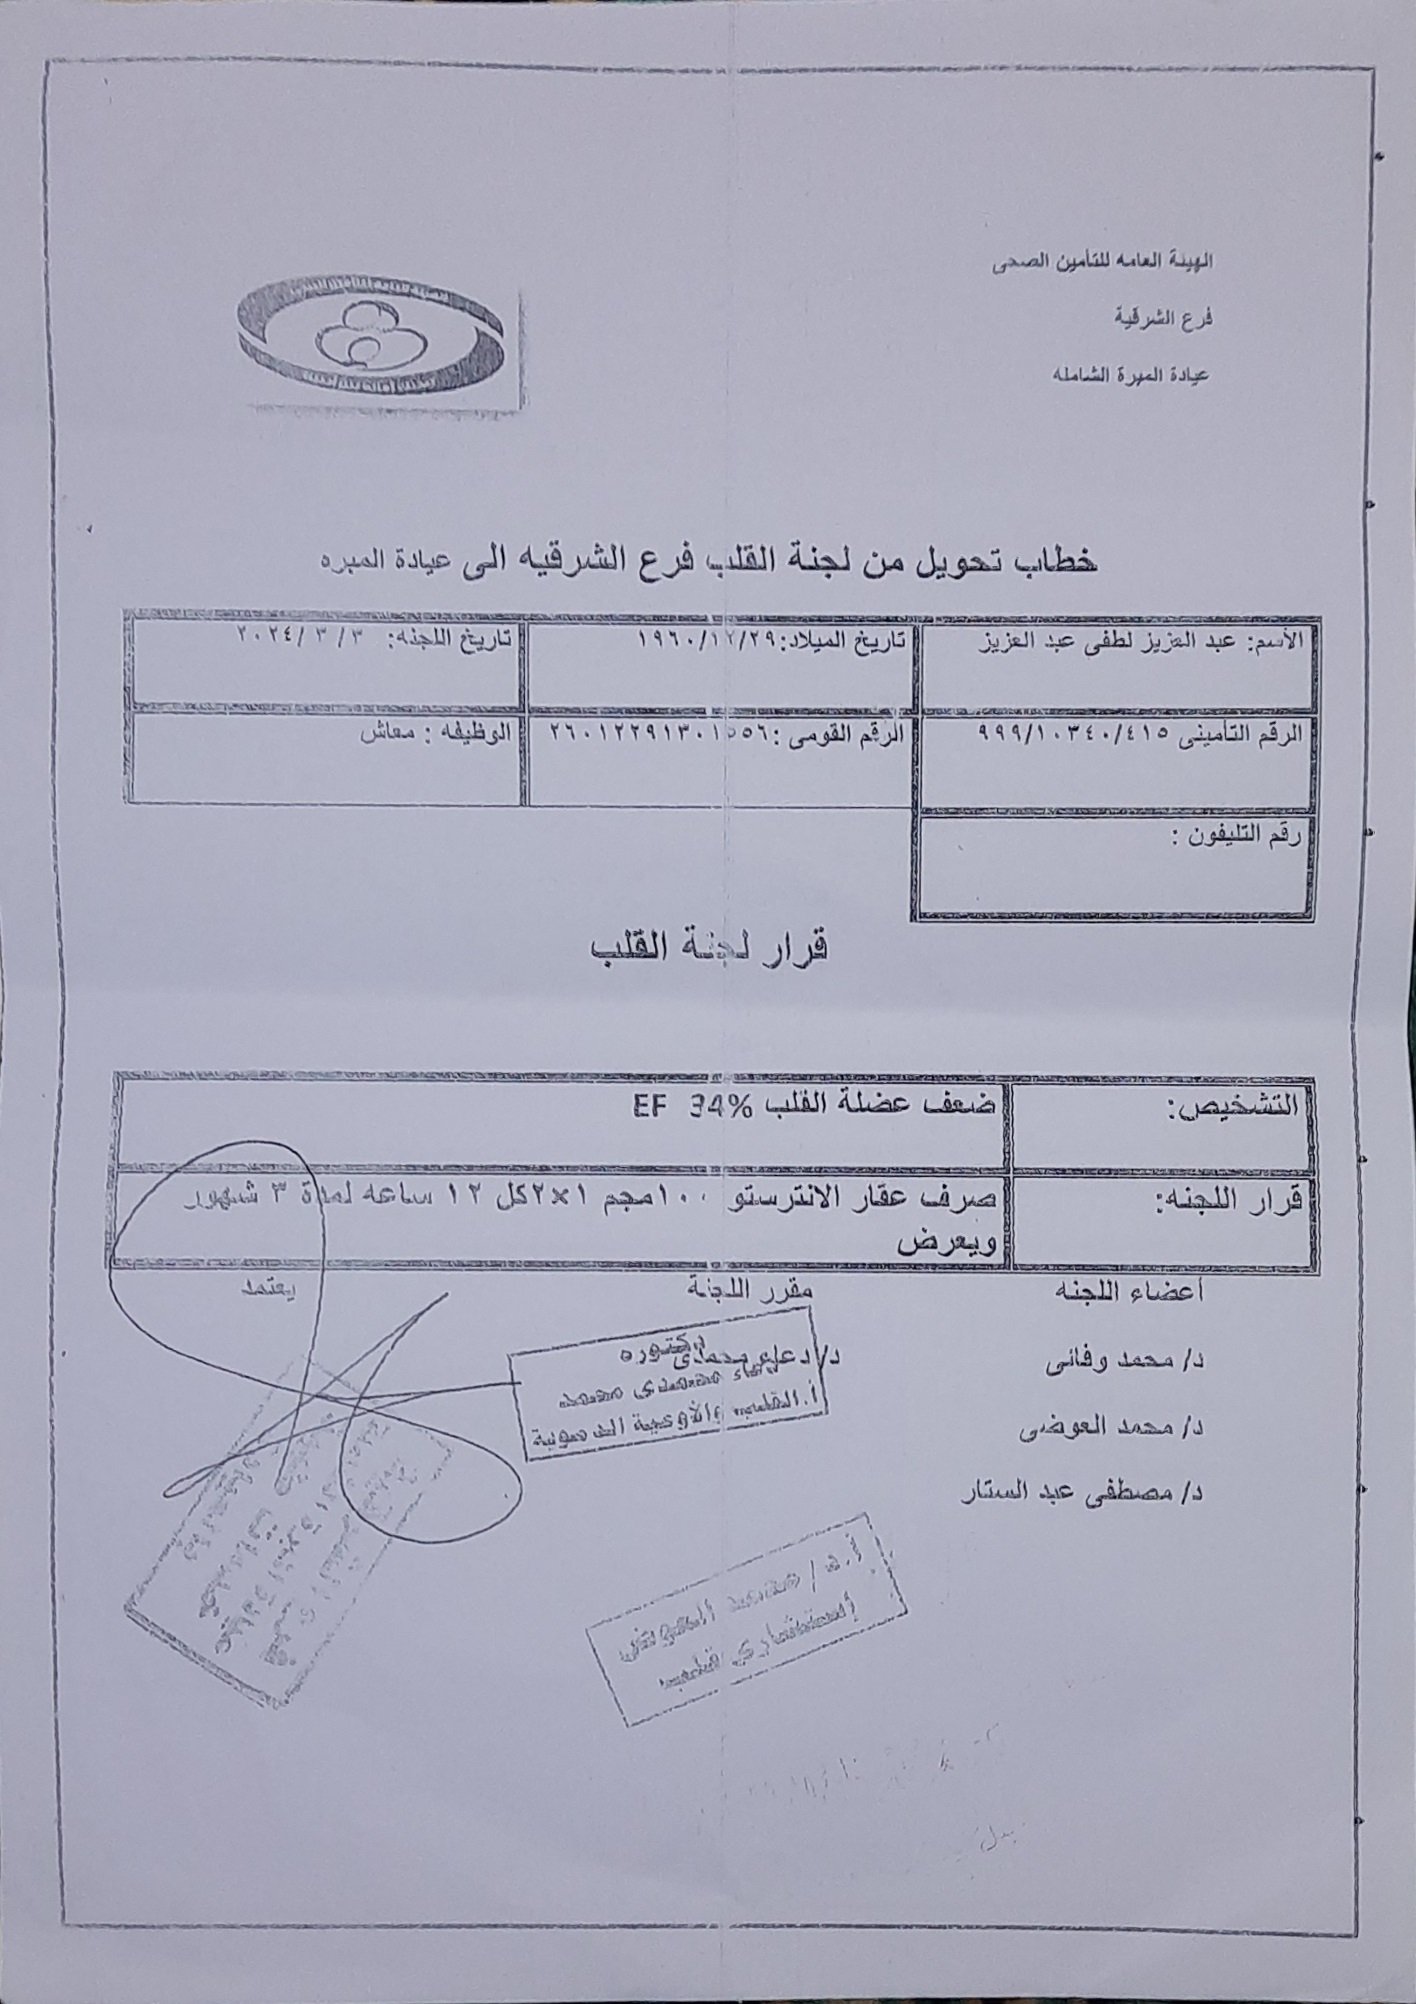 الهيئة العامه للتأمين الصحى
فرع الشرقية
عيادة المبرة الشامله
خطاب تحويل من لجنة القلب فرع الشرقيه الى عيادة المبره
الأسم: عبد العزيز لطفى عبد العزيز
تاريخ الميلاد: ١٩٦٠/١٢/٢٩
تاريخ اللجنه: ٣/ ٣ /٢٠٢٤
الرقم التأمينى ٩٩٩/١٠٣٤٠/٤١٥
الرقم القومى : ٢٦٠١٢٢٩١٣٠١٥٥٦
الوظيفه : معاش
رقم التليفون :
قرار لجنة القلب
التشخيص:
ضعف عضلة القلب EF 34%
قرار اللجنه:
صرف عقار الانترستو ١٠٠مجم ١×٢كل ١٢ ساعه لمدة ٣ شهور
ويعرض
أعضاء اللجنه
مقرر اللجنة
يعتمد
د/ محمد وفائى
د/ دعاء محمدى
دكتوره
دعاء محمدى محمد
أ.القلب والأوعية الدموية
د/ محمد العوضى
د/ مصطفى عبد الستار
أ.د / محمد العوضى
إستشاري قلب
بدل